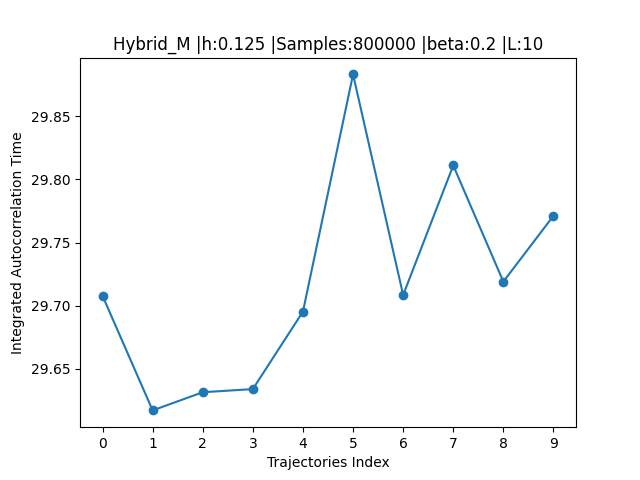 Hybrid_M |h:0.125 |Samples:800000 |beta:0.2 |L:10
Integrated Autocorrelation Time
29.85
29.80
29.75
29.70
29.65
0 1 2 3 4 5 6 7 8 9
Trajectories Index